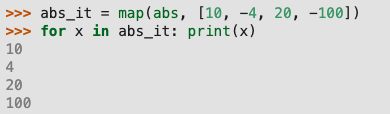 >>> abs_it = map(abs, [10, -4, 20, -100])
>>> for x in abs_it: print(x)
10
4
20
100